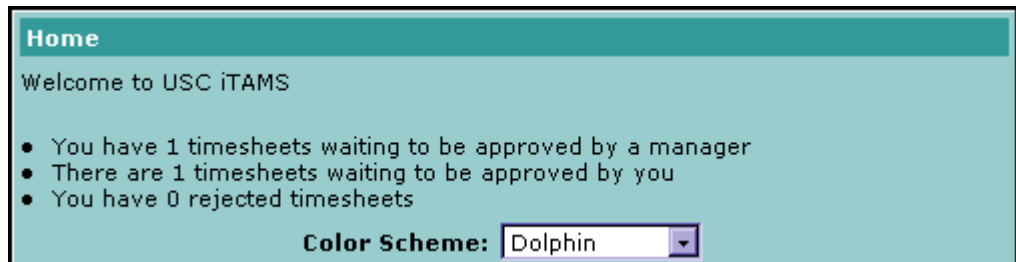 Home
Welcome to USC iTAMS
● You have 1 timesheets waiting to be approved by a manager
● There are 1 timesheets waiting to be approved by you
● You have 0 rejected timesheets
Color Scheme: Dolphin